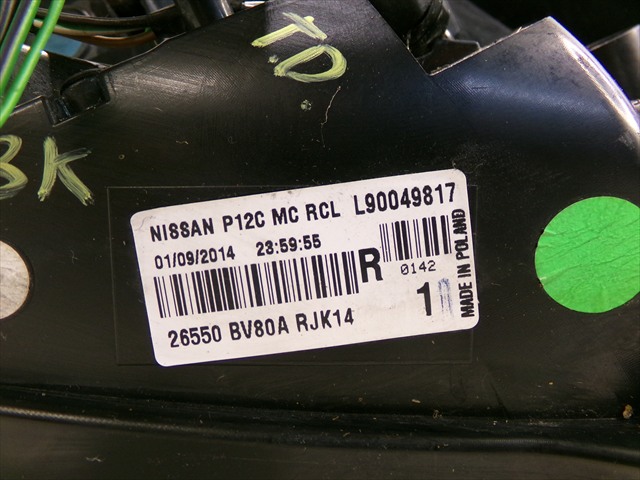 TD
BK
NISSAN P12C MC RCL L90049817
01/09/2014 23:59:55
R
0142
1
MADE IN POLAND
26550 BV80A RJK14